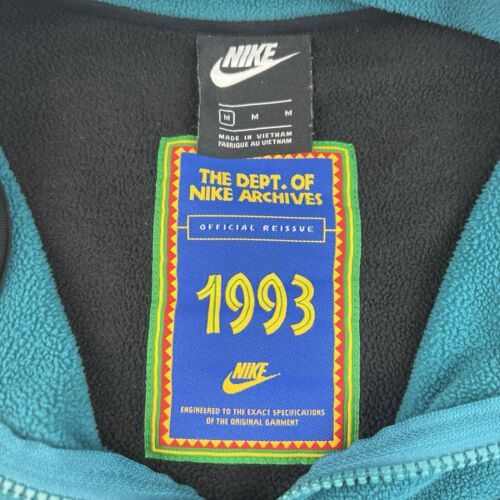 NIKE
M M M
MADE IN VIETNAM
FABRIQUE AU VIETNAM
THE DEPT. OF
NIKE ARCHIVES
OFFICIAL REISSUE
1993
NIKE
ENGINEERED TO THE EXACT SPECIFICATIONS
OF THE ORIGINAL GARMENT